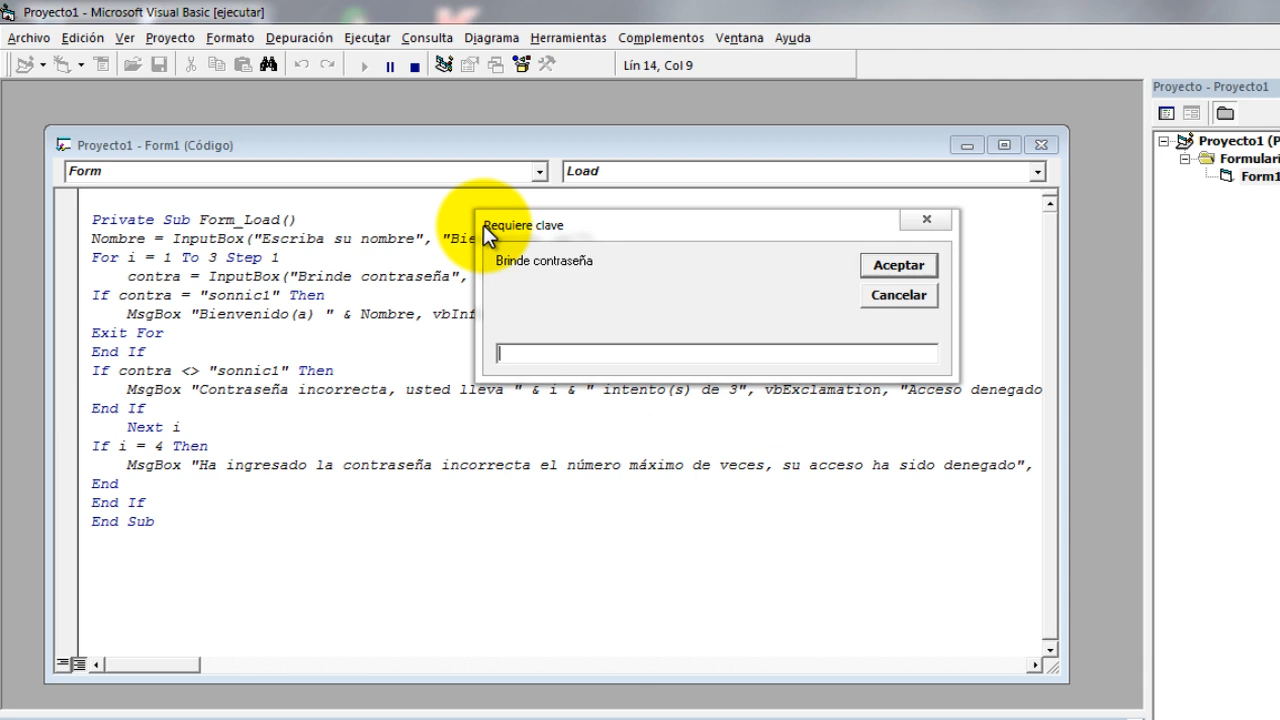 Proyecto1 - Microsoft Visual Basic [ejecutar]
Archivo Edición Ver Proyecto Formato Depuración Ejecutar Consulta Diagrama Herramientas Complementos Ventana Ayuda
Lín 14, Col 9
Proyecto - Proyecto1
Proyecto1 (P
Formulari
Form1
Proyecto1 - Form1 (Código)
Form Load
Private Sub Form_Load()
Nombre = InputBox("Escriba su nombre", "Bie
For i = 1 To 3 Step 1
contra = InputBox("Brinde contraseña",
If contra = "sonnic1" Then
MsgBox "Bienvenido(a) " & Nombre, vbInf
Exit For
End If
If contra <> "sonnic1" Then
MsgBox "Contraseña incorrecta, usted lleva " & i & " intento(s) de 3", vbExclamation, "Acceso denegado
End If
Next i
If i = 4 Then
MsgBox "Ha ingresado la contraseña incorrecta el número máximo de veces, su acceso ha sido denegado",
End
End If
End Sub
Requiere clave
Brinde contraseña
Aceptar
Cancelar